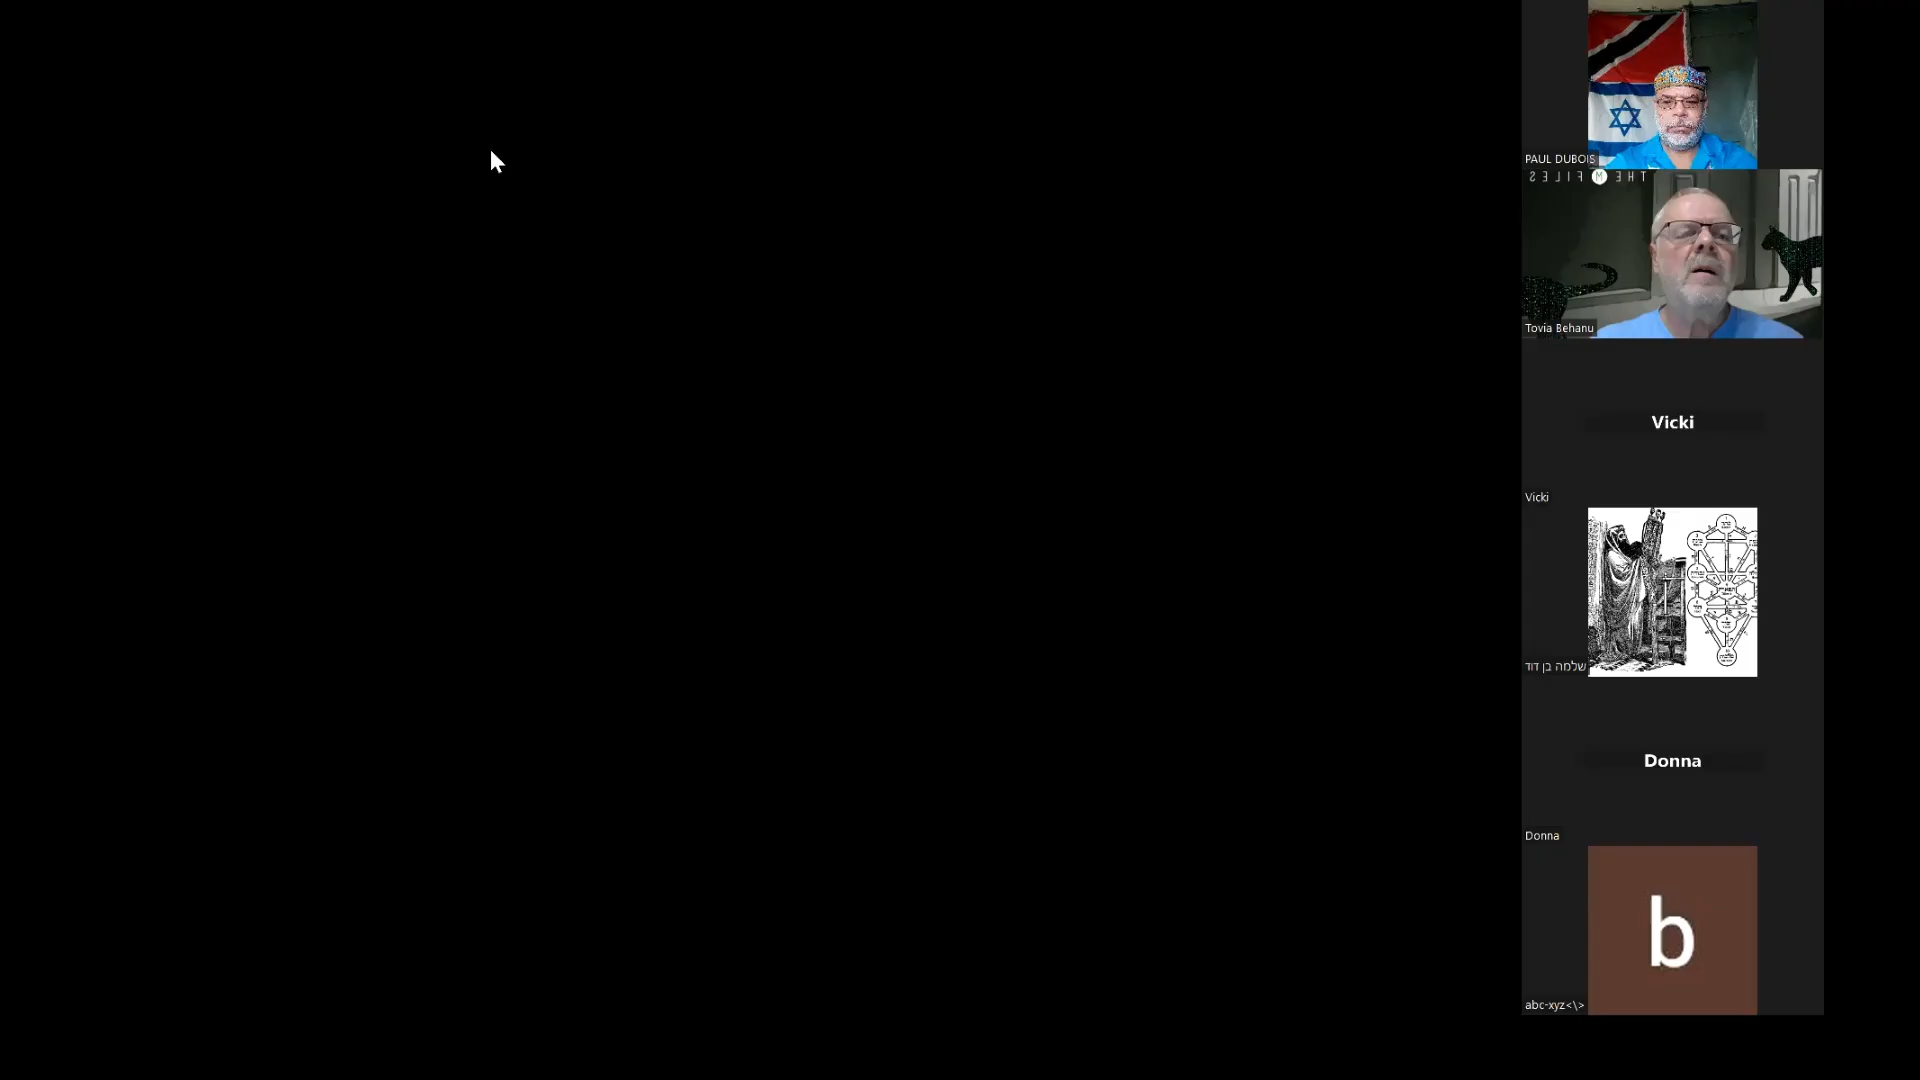 PAUL DUBOIS
THE M FILES
Tovia Behanu
Vicki
Vicki
שלמה בן דוד
Donna
Donna
b
abc-xyz<\>